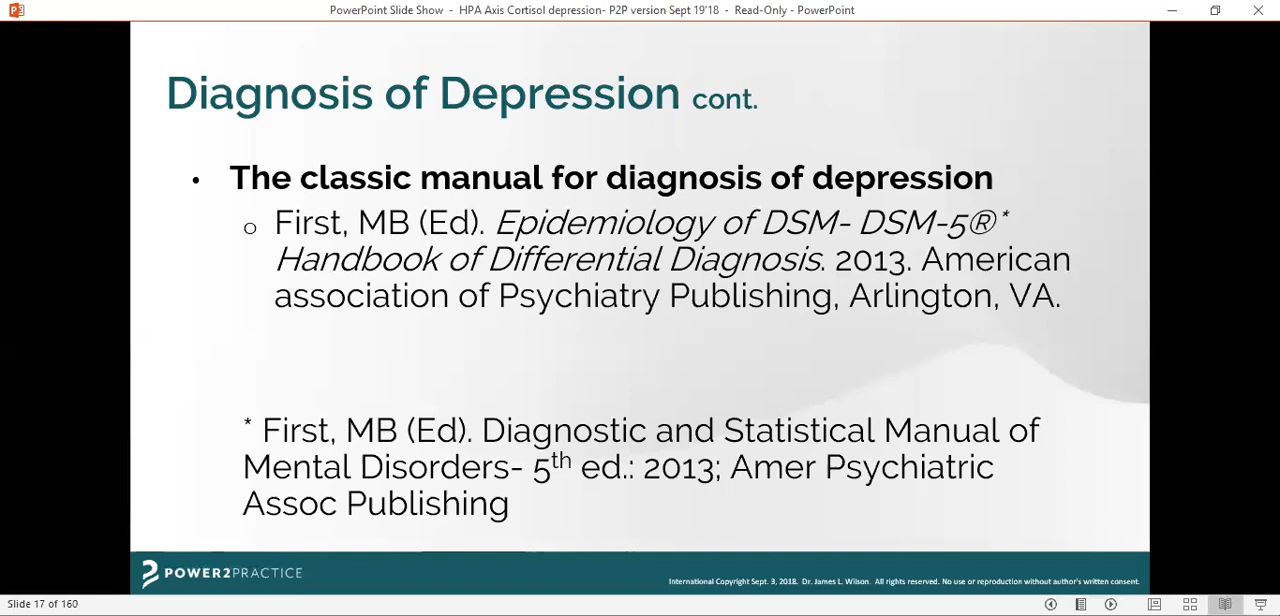 PowerPoint Slide Show - HPA Axis Cortisol depression- P2P version Sept 19'18 - Read-Only - PowerPoint
Diagnosis of Depression cont.
• The classic manual for diagnosis of depression
o First, MB (Ed). Epidemiology of DSM- DSM-5®*
Handbook of Differential Diagnosis. 2013. American
association of Psychiatry Publishing, Arlington, VA.
* First, MB (Ed). Diagnostic and Statistical Manual of
Mental Disorders- 5th ed.: 2013; Amer Psychiatric
Assoc Publishing
POWER2PRACTICE
International Copyright Sept. 3, 2018. Dr. James L. Wilson. All rights reserved. No use or reproduction without author's written consent.
Slide 17 of 160